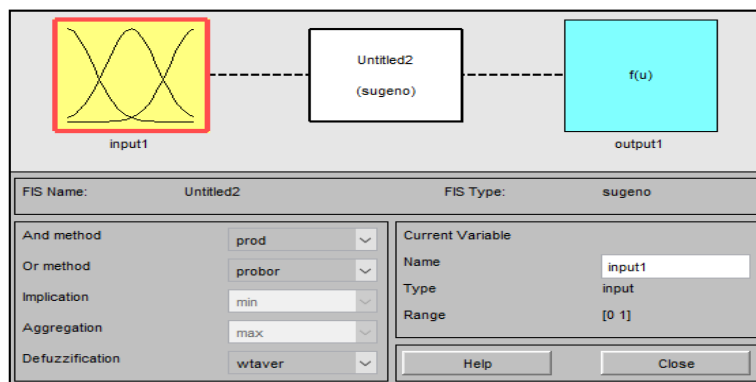 Untitled2
(sugeno)
f(u)
input1
output1
FIS Name: Untitled2 FIS Type: sugeno
And method prod
Or method probor
Implication min
Aggregation max
Defuzzification wtaver
Current Variable
Name input1
Type input
Range [0 1]
Help Close